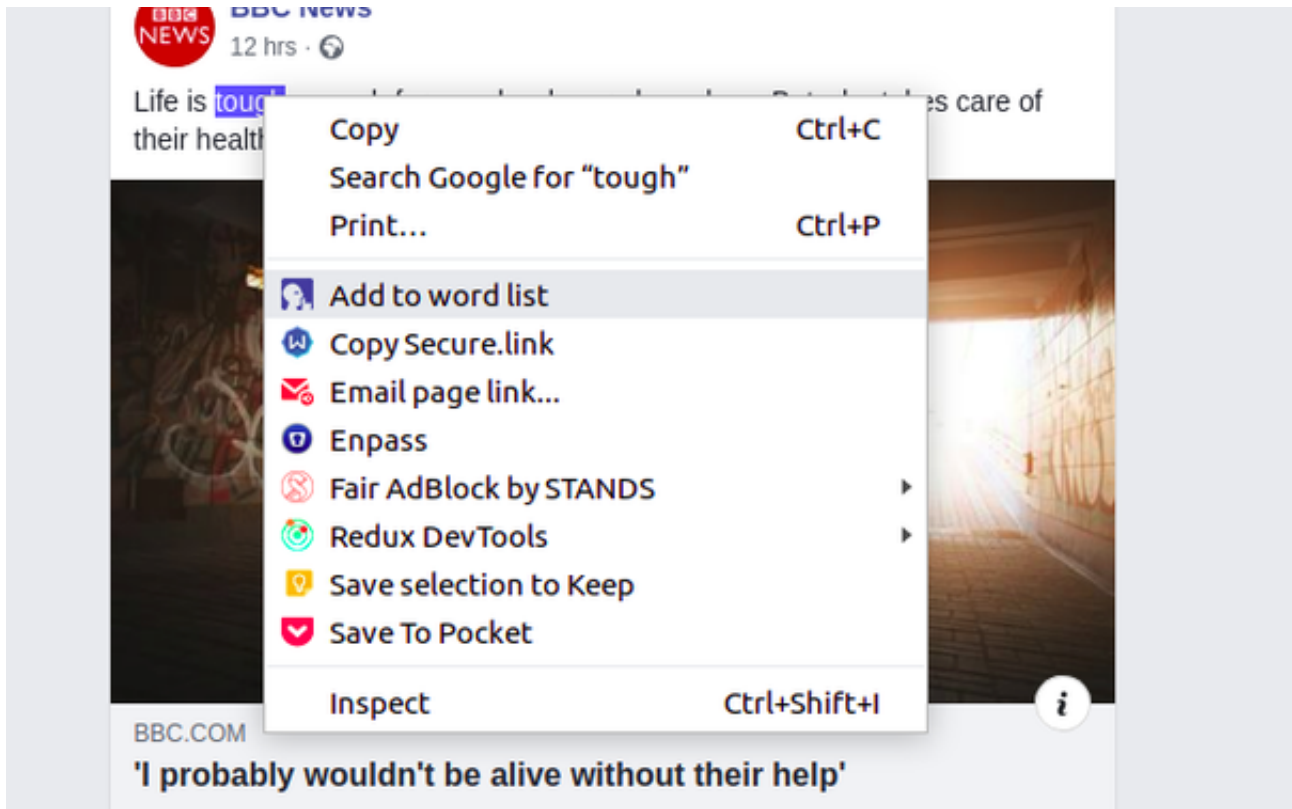 BBC
NEWS
BBC News
12 hrs ·
Life is tough es care of
their health
Copy Ctrl+C
Search Google for “tough”
Print... Ctrl+P
Add to word list
Copy Secure.link
Email page link...
Enpass
Fair AdBlock by STANDS
Redux DevTools
Save selection to Keep
Save To Pocket
Inspect Ctrl+Shift+I
i
BBC.COM
'I probably wouldn't be alive without their help'